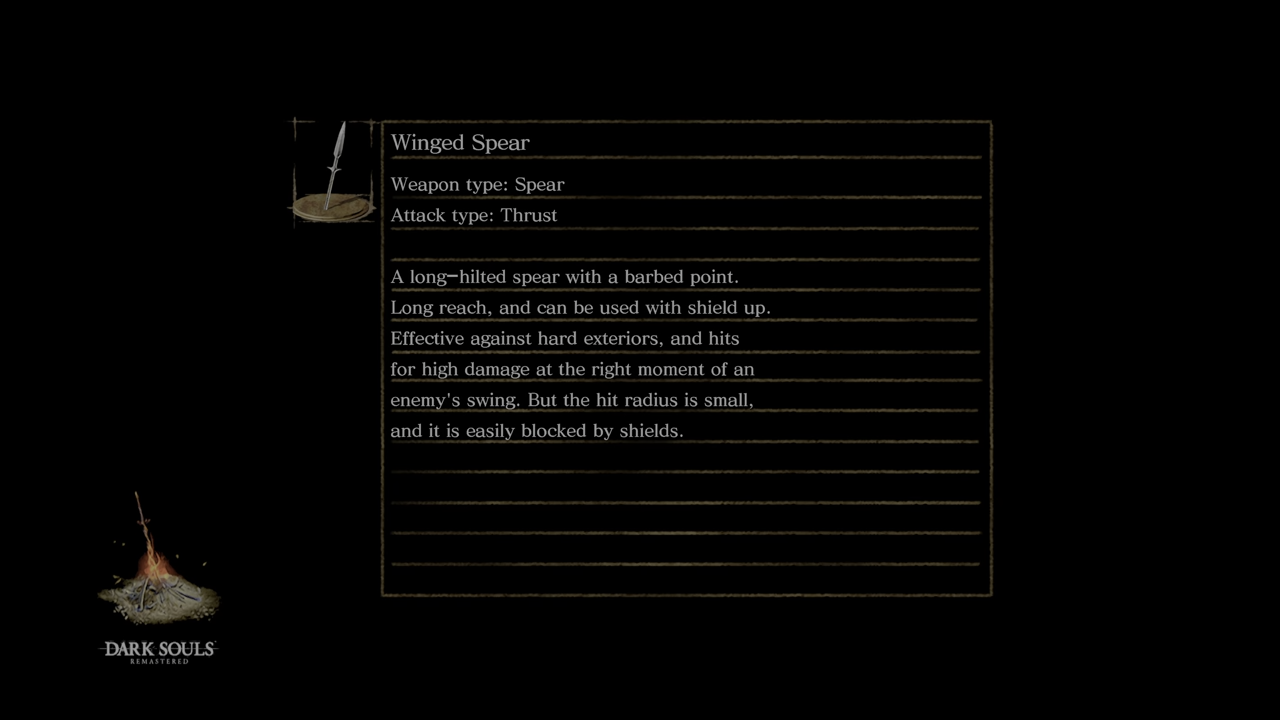 Winged Spear
Weapon type: Spear
Attack type: Thrust
A long-hilted spear with a barbed point.
Long reach, and can be used with shield up.
Effective against hard exteriors, and hits
for high damage at the right moment of an
enemy's swing. But the hit radius is small,
and it is easily blocked by shields.
DARK SOULS
REMASTERED